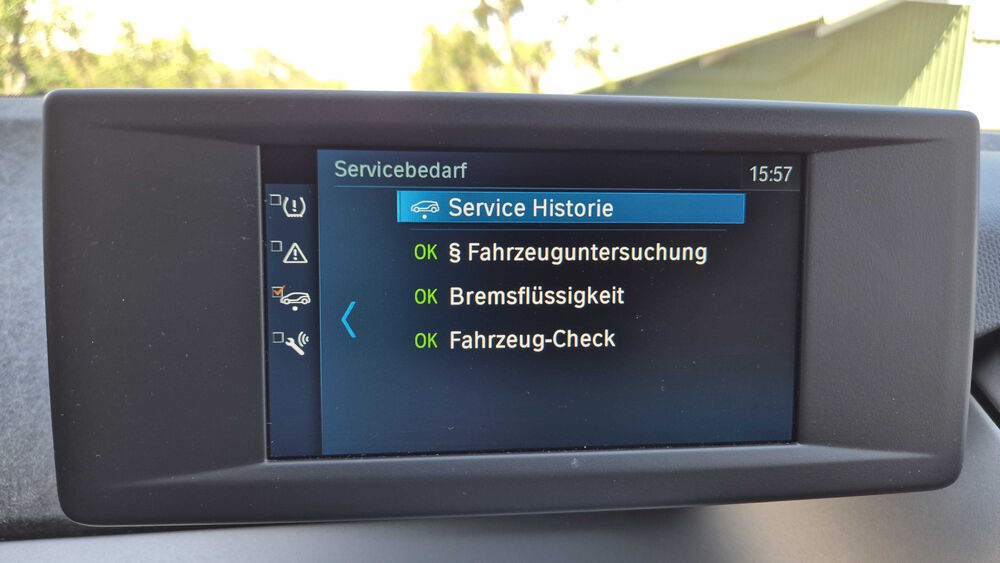 Servicebedarf 15:57
Service Historie
OK § Fahrzeuguntersuchung
OK Bremsflüssigkeit
OK Fahrzeug-Check